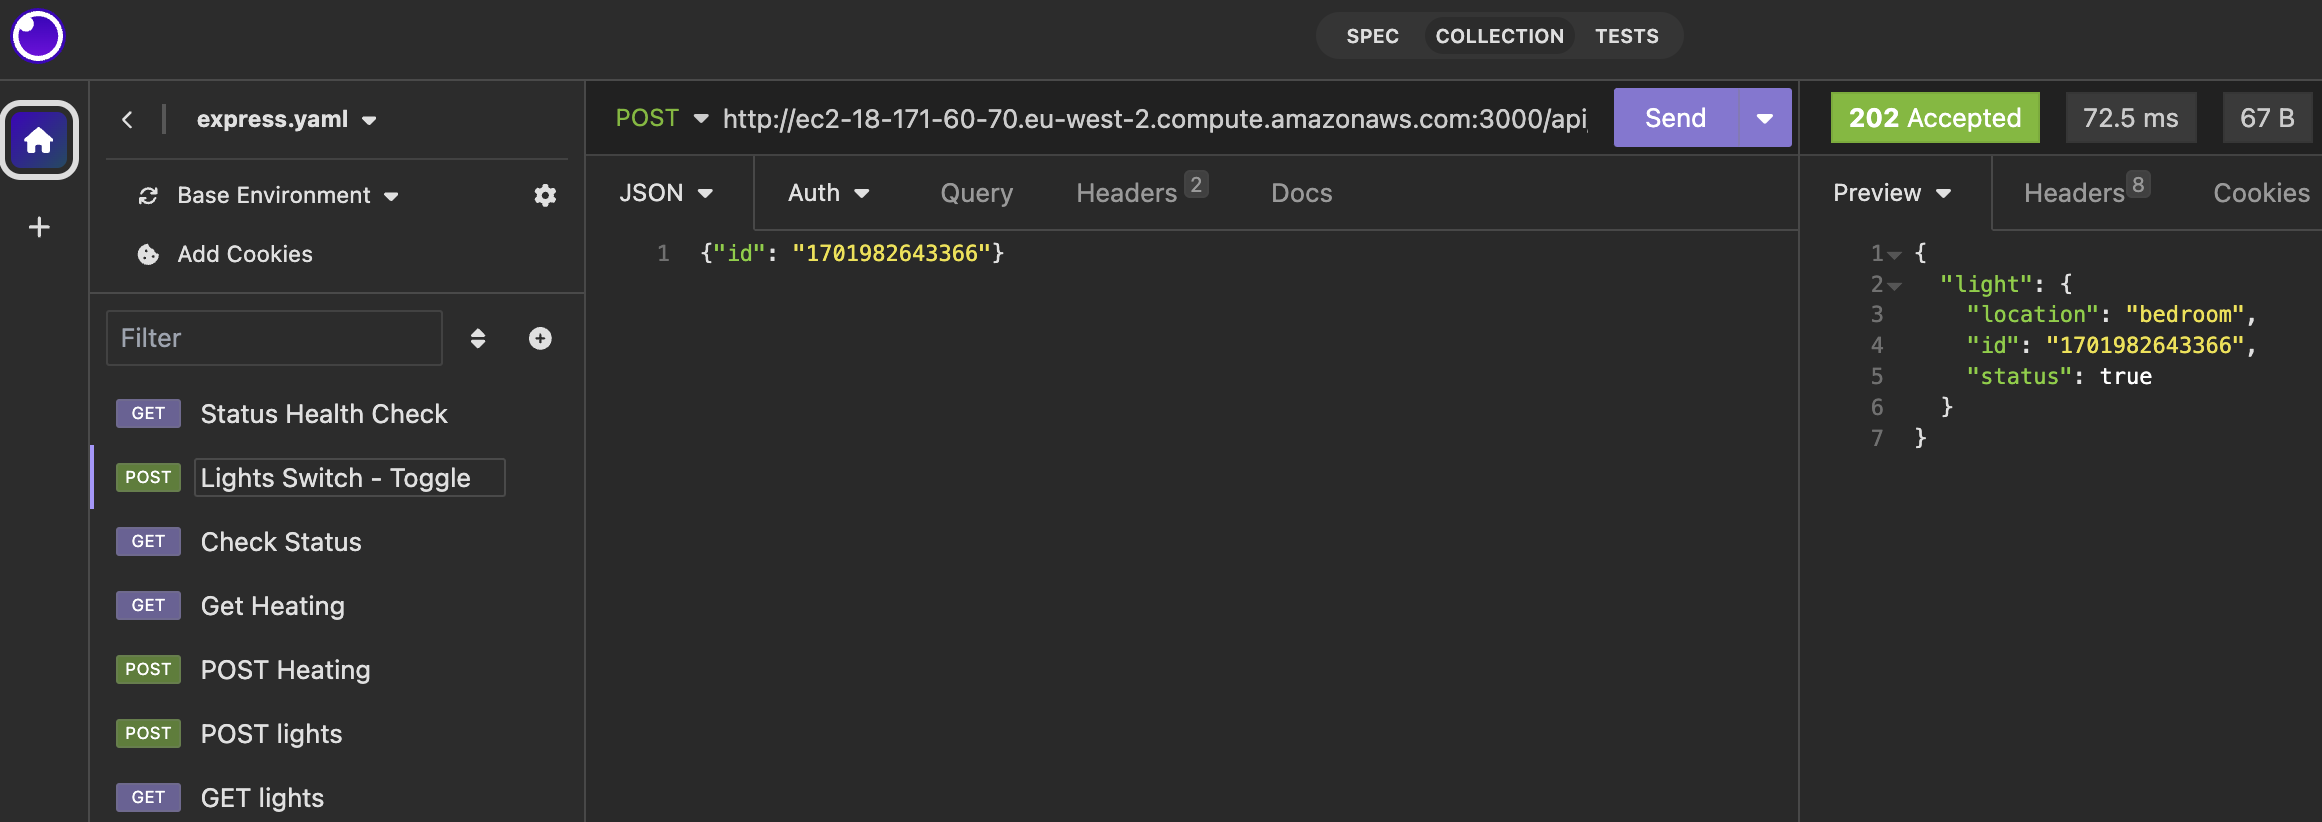 SPEC COLLECTION TESTS
express.yaml
Base Environment
Add Cookies
Filter
GET Status Health Check
POST Lights Switch - Toggle
GET Check Status
GET Get Heating
POST POST Heating
POST POST lights
GET GET lights
POST http://ec2-18-171-60-70.eu-west-2.compute.amazonaws.com:3000/api Send
JSON Auth Query Headers 2 Docs
1 {"id": "1701982643366"}
202 Accepted 72.5 ms 67 B
Preview Headers 8 Cookies
1 {
2 "light": {
3 "location": "bedroom",
4 "id": "1701982643366",
5 "status": true
6 }
7 }